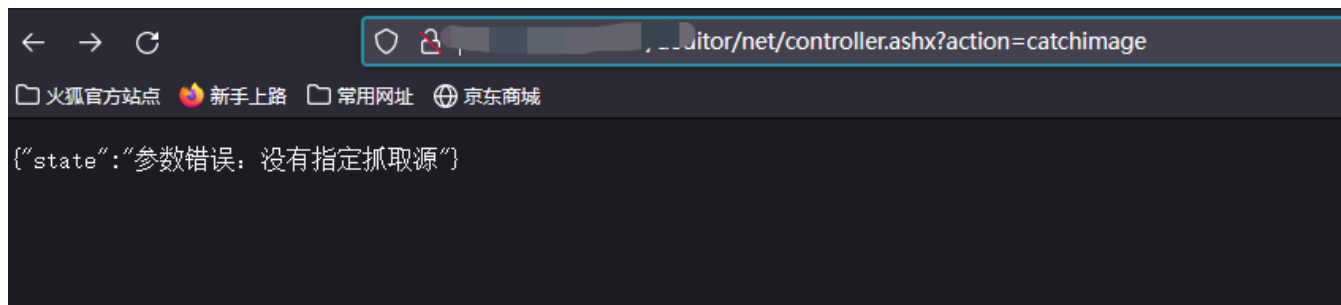 itor/net/controller.ashx?action=catchimage
火狐官方站点 新手上路 常用网址 京东商城
{"state":"参数错误：没有指定抓取源"}